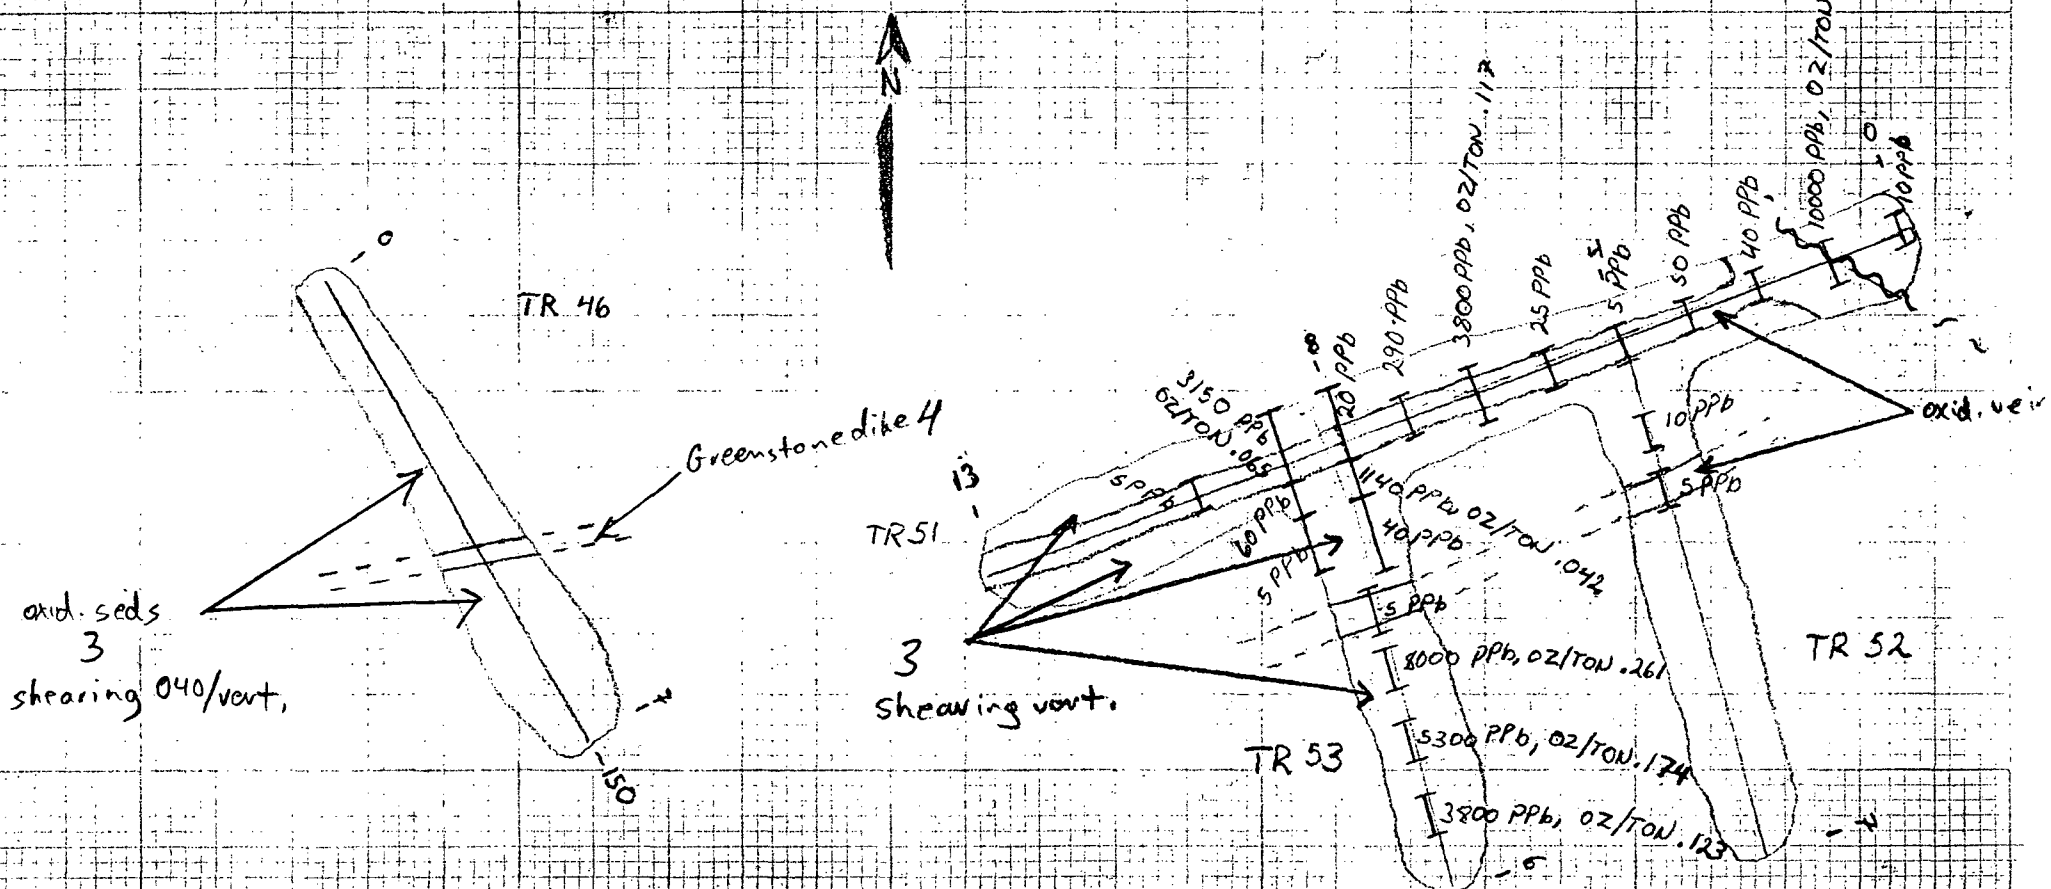 N
0
TR 46
Greenstone dike 4
oxid. seds
3
shearing 040/vert.
150
13
TR 51
3
shearing vert.
5 PPb
3150 PPb
OZ/TON .065
60 PPb
5 PPb
8
20 PPb
1140 PPb, OZ/TON .042
40 PPb
290 PPb
3800 PPb, OZ/TON .117
25 PPb
5
5 PPb
5 PPb
50 PPb
40 PPb
10000 PPb, OZ/TON
0
10 PPb
oxid. vein
10 PPb
5 PPb
TR 52
5 PPb
8000 PPb, OZ/TON .261
TR 53
5300 PPb, OZ/TON .174
3800 PPb, OZ/TON .123